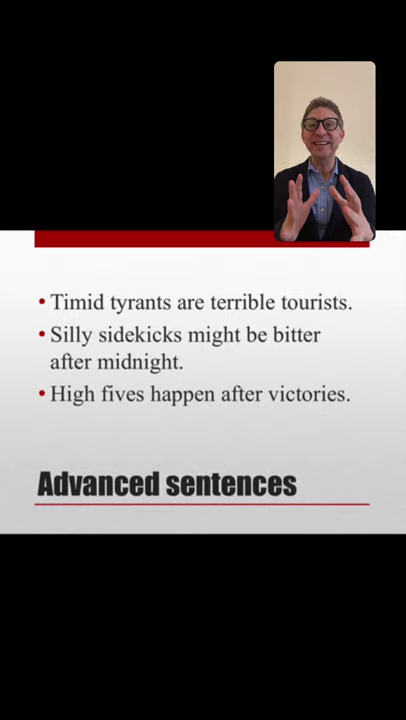 • Timid tyrants are terrible tourists.
• Silly sidekicks might be bitter
after midnight.
• High fives happen after victories.
Advanced sentences